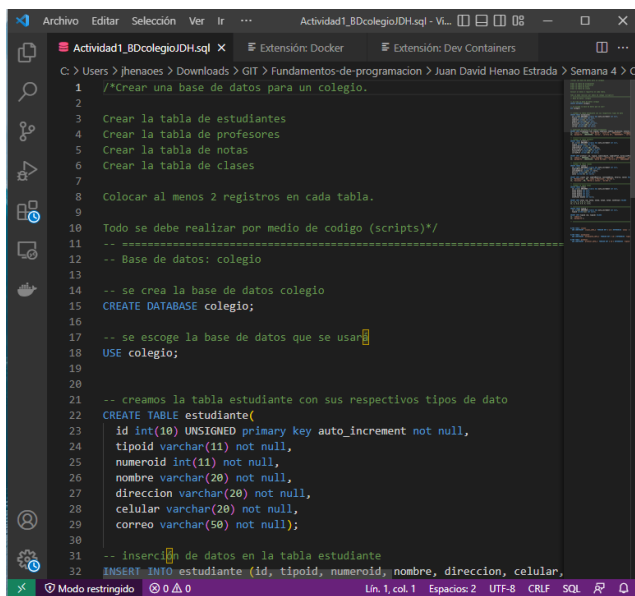 Archivo Editar Selección Ver Ir ··· Actividad1_BDcolegioJDH.sql - Vi...
Actividad1_BDcolegioJDH.sql Extensión: Docker Extensión: Dev Containers
C: > Users > jhenaoes > Downloads > GIT > Fundamentos-de-programacion > Juan David Henao Estrada > Semana 4 >
1 /*Crear una base de datos para un colegio.
2
3 Crear la tabla de estudiantes
4 Crear la tabla de profesores
5 Crear la tabla de notas
6 Crear la tabla de clases
7
8 Colocar al menos 2 registros en cada tabla.
9
10 Todo se debe realizar por medio de codigo (scripts)*/
11 -- =====================================================================
12 -- Base de datos: colegio
13
14 -- se crea la base de datos colegio
15 CREATE DATABASE colegio;
16
17 -- se escoge la base de datos que se usará
18 USE colegio;
19
20
21 -- creamos la tabla estudiante con sus respectivos tipos de dato
22 CREATE TABLE estudiante(
23 id int(10) UNSIGNED primary key auto_increment not null,
24 tipoid varchar(11) not null,
25 numeroid int(11) not null,
26 nombre varchar(20) not null,
27 direccion varchar(20) not null,
28 celular varchar(20) not null,
29 correo varchar(50) not null);
30
31 -- inserción de datos en la tabla estudiante
32 INSERT INTO estudiante (id, tipoid, numeroid, nombre, direccion, celular,
Modo restringido 0 0 Lín. 1, col. 1 Espacios: 2 UTF-8 CRLF SQL